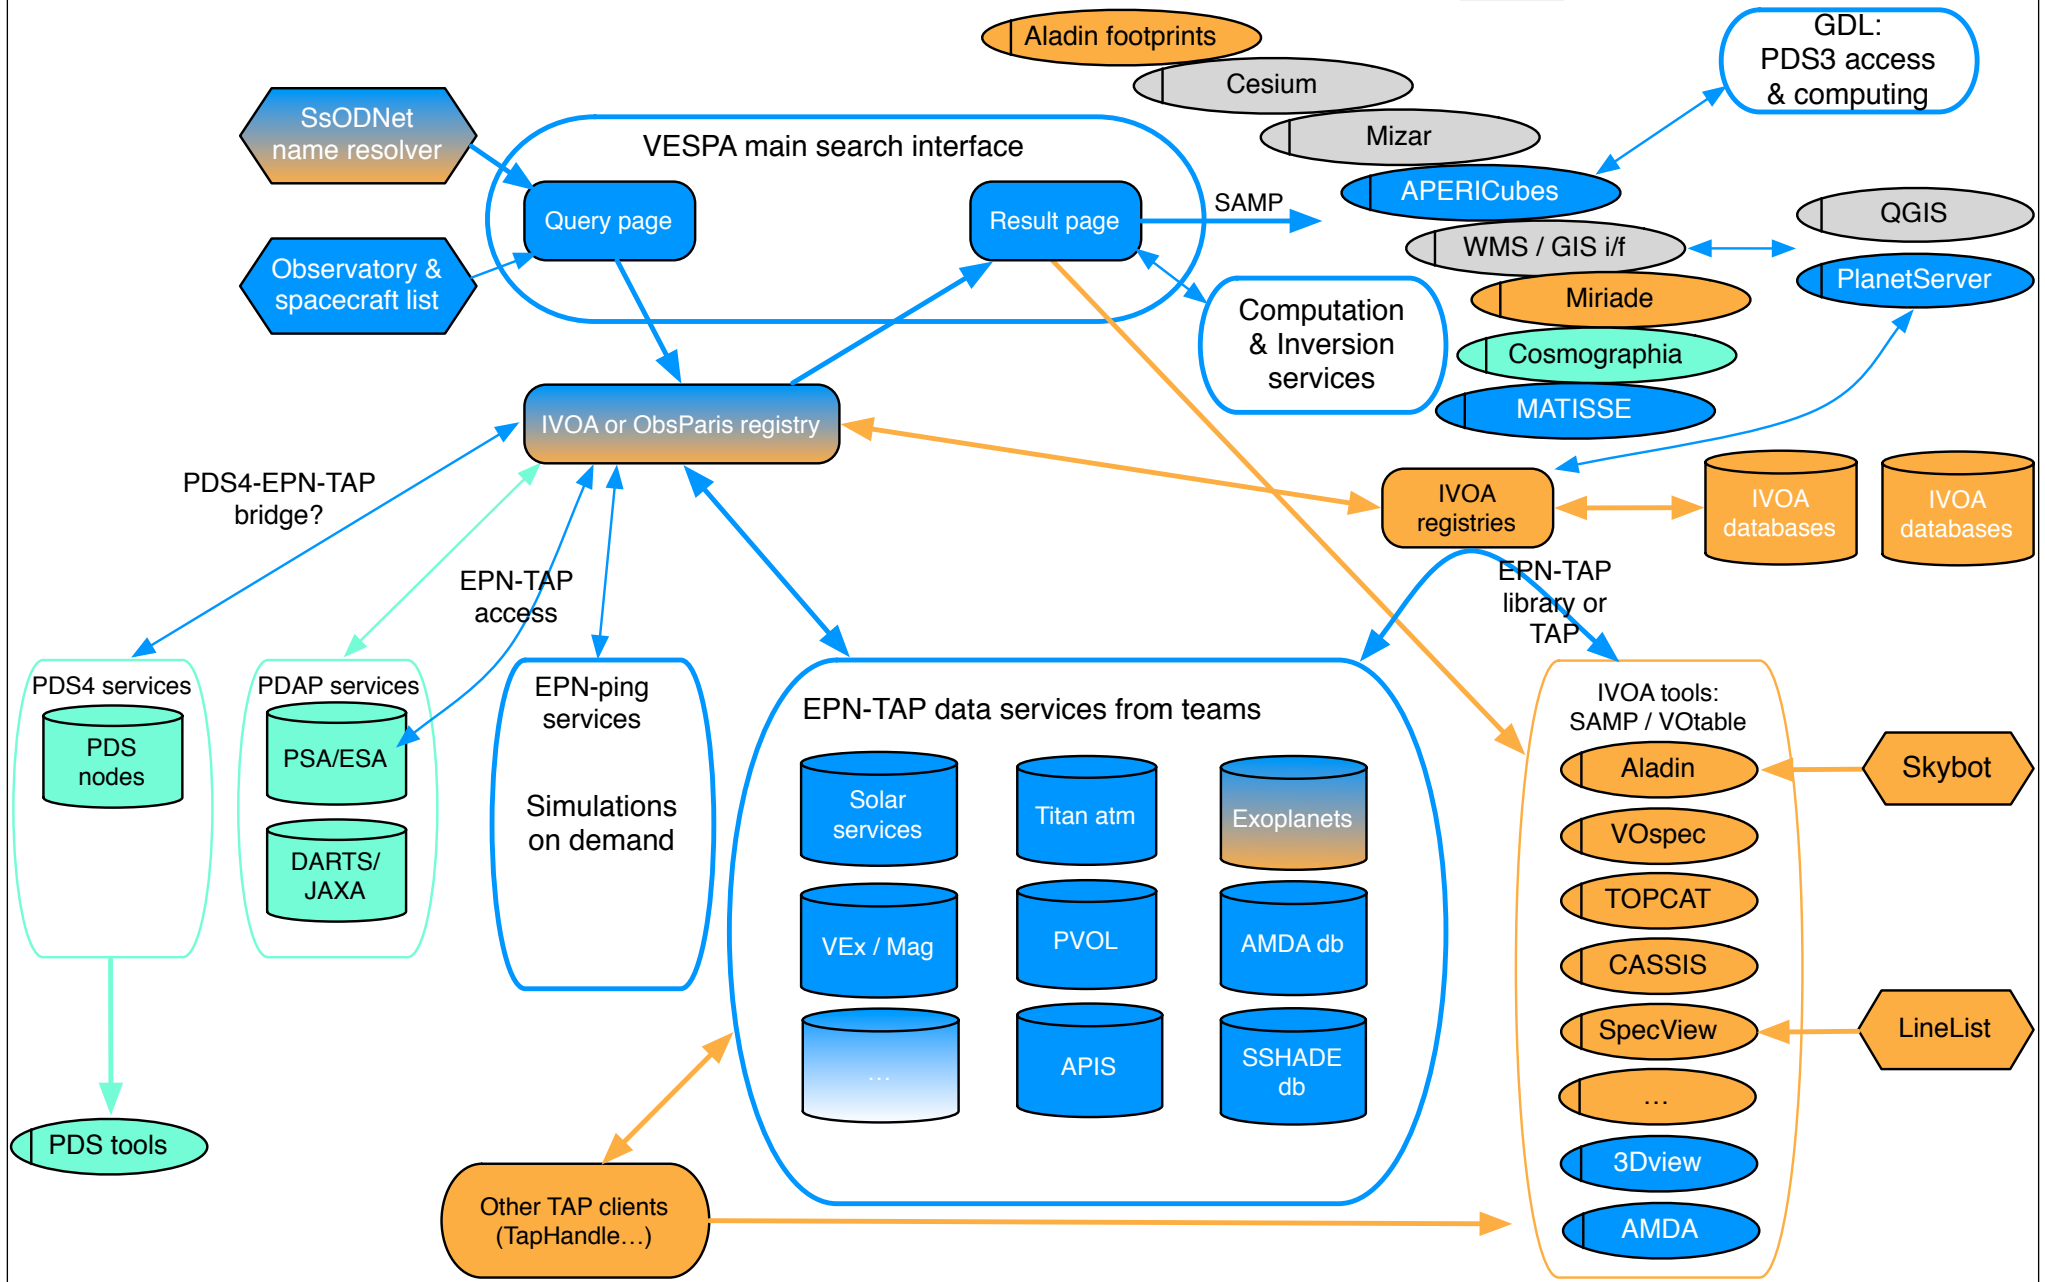 Aladin footprints
Cesium
Mizar
APERICubes
WMS / GIS i/f
Miriade
Cosmographia
MATISSE
GDL:
PDS3 access
& computing
QGIS
PlanetServer
SsODNet
name resolver
Observatory &
spacecraft list
VESPA main search interface
Query page
Result page
SAMP
Computation
& Inversion
services
IVOA or ObsParis registry
IVOA
registries
IVOA
databases
IVOA
databases
PDS4-EPN-TAP
bridge?
EPN-TAP
access
EPN-TAP
library or
TAP
PDS4 services
PDS
nodes
PDS tools
PDAP services
PSA/ESA
DARTS/
JAXA
EPN-ping
services
Simulations
on demand
EPN-TAP data services from teams
Solar
services
Titan atm
Exoplanets
VEx / Mag
PVOL
AMDA db
...
APIS
SSHADE
db
Other TAP clients
(TapHandle...)
IVOA tools:
SAMP / VOtable
Aladin
VOspec
TOPCAT
CASSIS
SpecView
...
3Dview
AMDA
Skybot
LineList